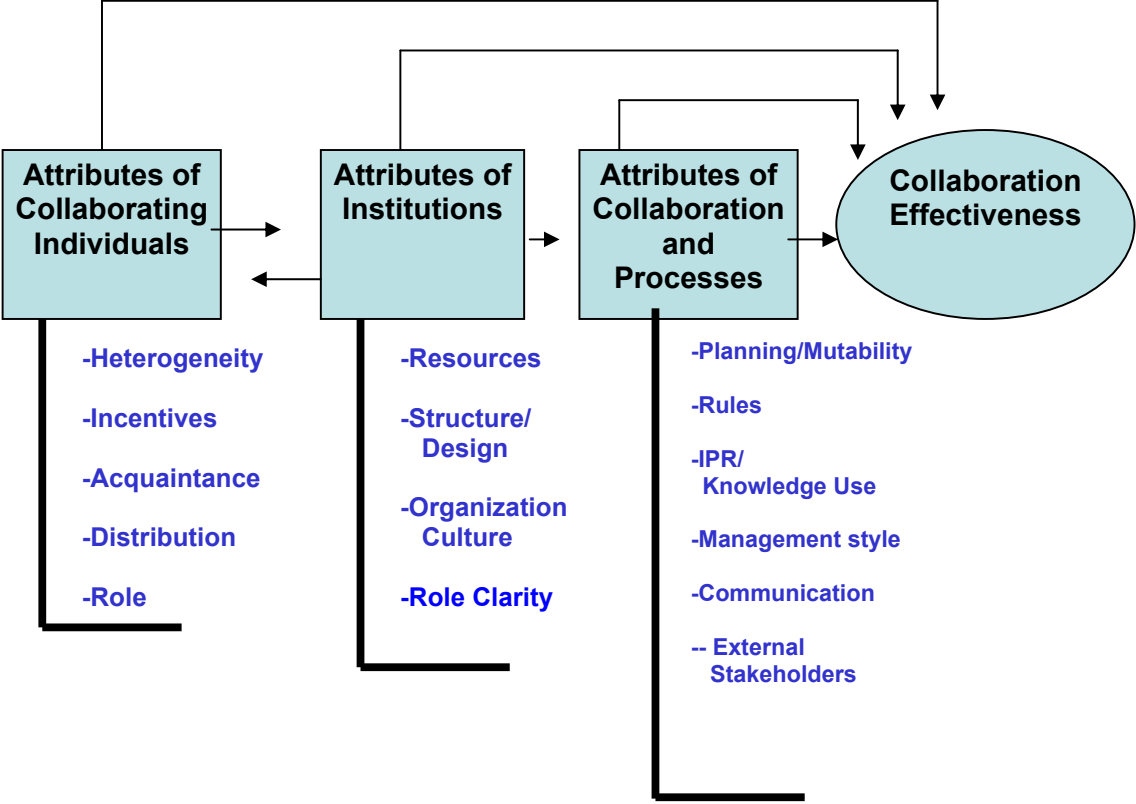 Attributes of
Collaborating
Individuals
Attributes of
Institutions
Attributes of
Collaboration
and
Processes
Collaboration
Effectiveness
-Heterogeneity
-Incentives
-Acquaintance
-Distribution
-Role
-Resources
-Structure/
Design
-Organization
Culture
-Role Clarity
-Planning/Mutability
-Rules
-IPR/
Knowledge Use
-Management style
-Communication
-- External
Stakeholders